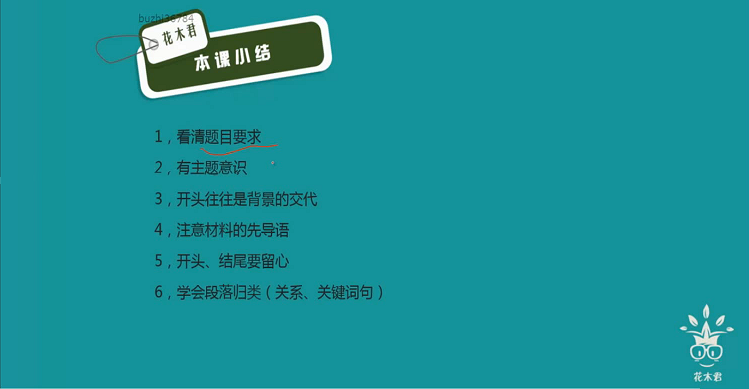 buzhi36784
花木君
本课小结
1，看清题目要求
2，有主题意识
3，开头往往是背景的交代
4，注意材料的先导语
5，开头、结尾要留心
6，学会段落归类（关系、关键词句）
花木君